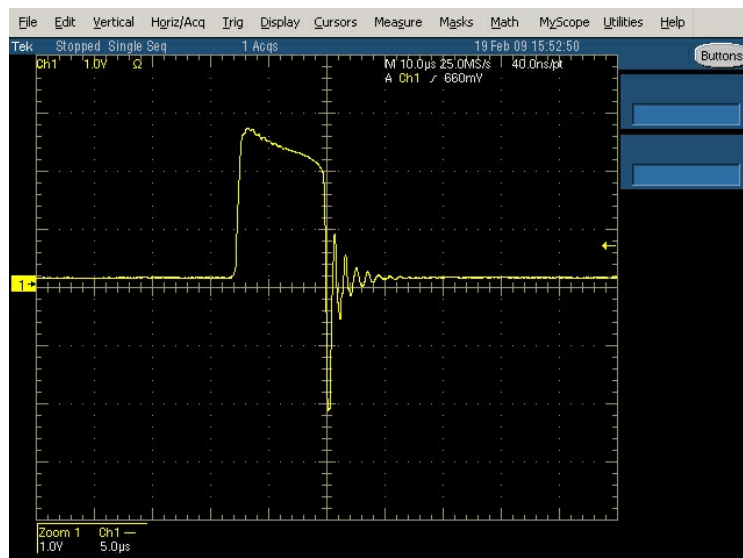 File Edit Vertical Horiz/Acq Trig Display Cursors Measure Masks Math MyScope Utilities Help
Tek Stopped Single Seq 1 Acqs 19 Feb 09 15:52:50
Buttons
Ch1 1.0V Ω M 10.0µs 25.0MS/s 40.0ns/pt
A Ch1 ∕ 660mV
1
Zoom 1 Ch1
1.0V 5.0µs